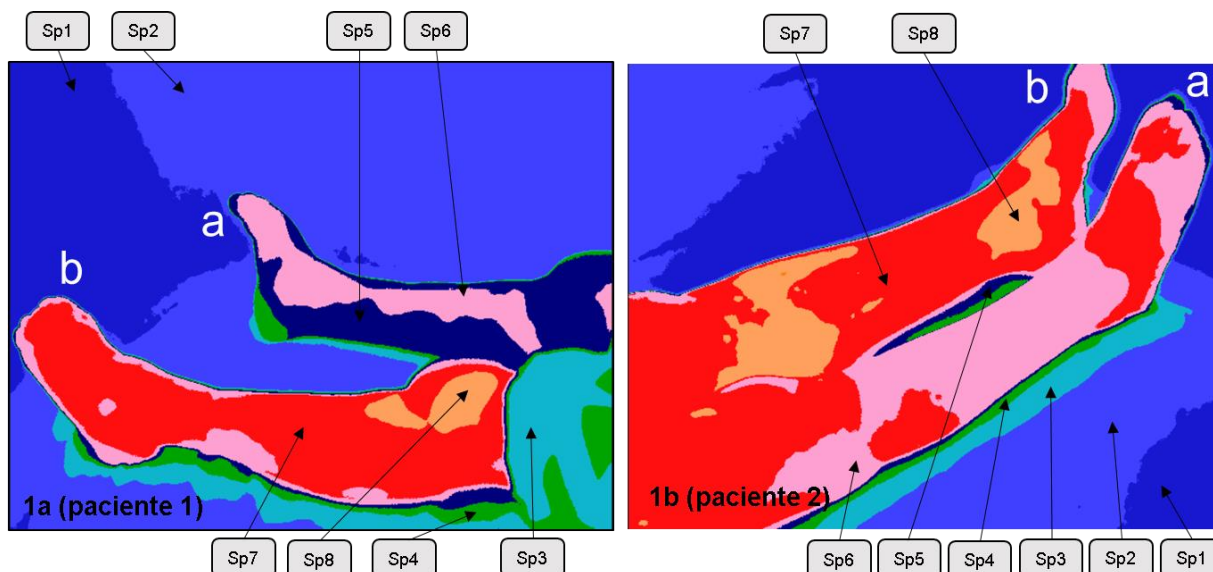 Sp1 Sp2 Sp5 Sp6
a
b
1a (paciente 1)
Sp7 Sp8 Sp4 Sp3
Sp7 Sp8
b
a
1b (paciente 2)
Sp6 Sp5 Sp4 Sp3 Sp2 Sp1